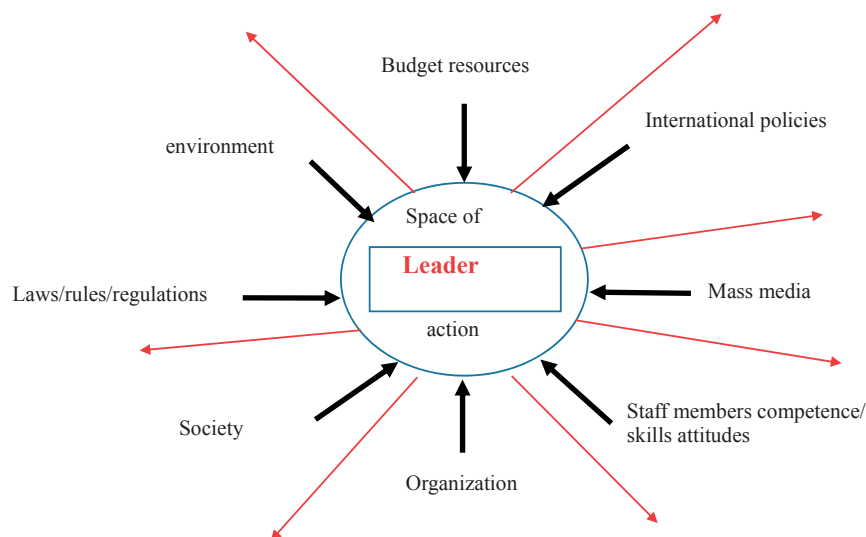 Budget resources
International policies
environment
Space of
Leader
Laws/rules/regulations
Mass media
action
Staff members competence/
skills attitudes
Society
Organization